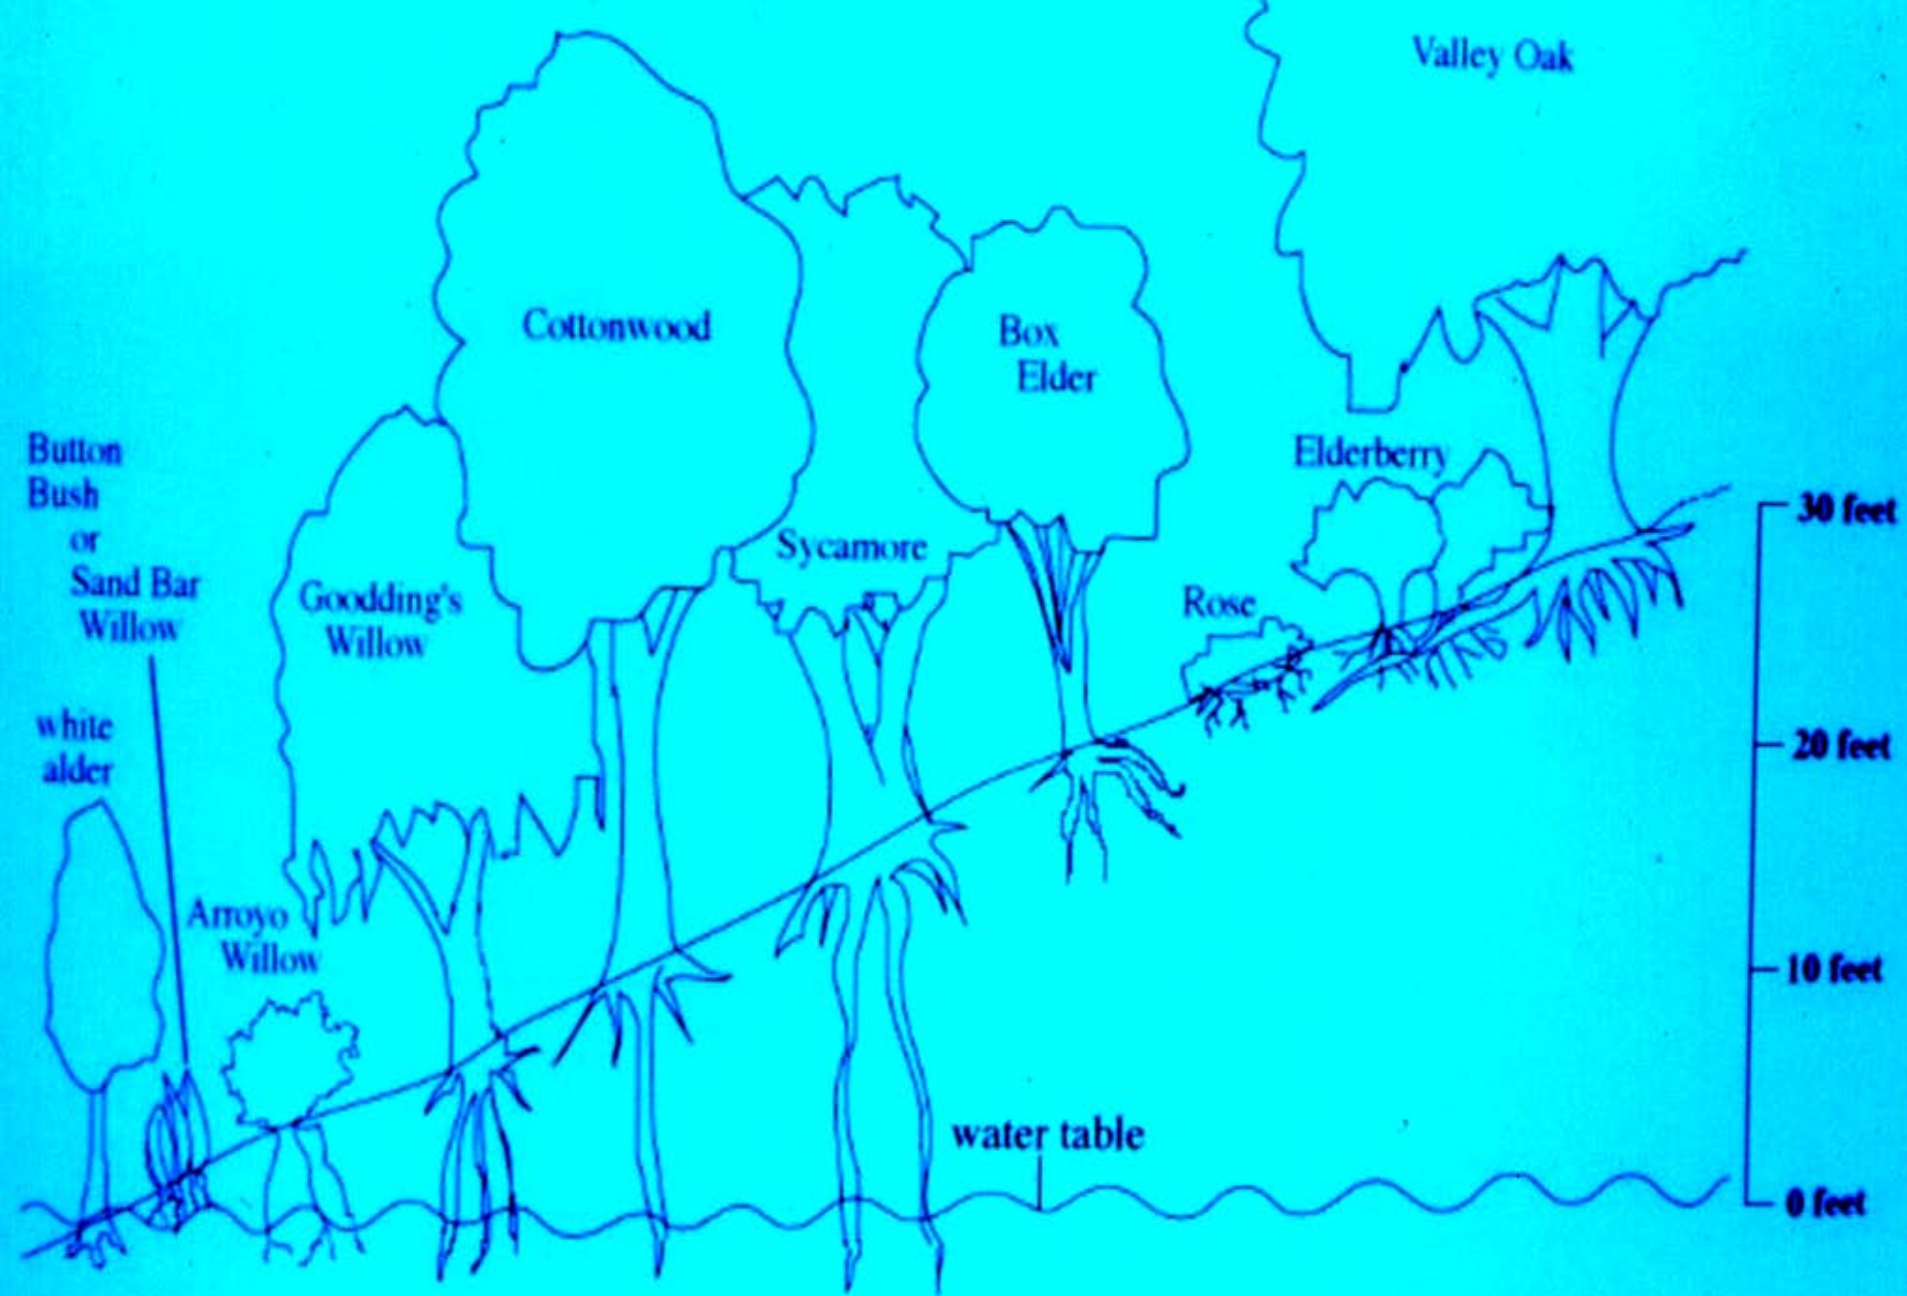 Valley Oak
Cottonwood
Box
Elder
Button
Bush
or
Sand Bar
Willow
Elderberry
30 feet
Sycamore
Goodding's
Willow
Rose
white
alder
20 feet
Arroyo
Willow
10 feet
water table
0 feet